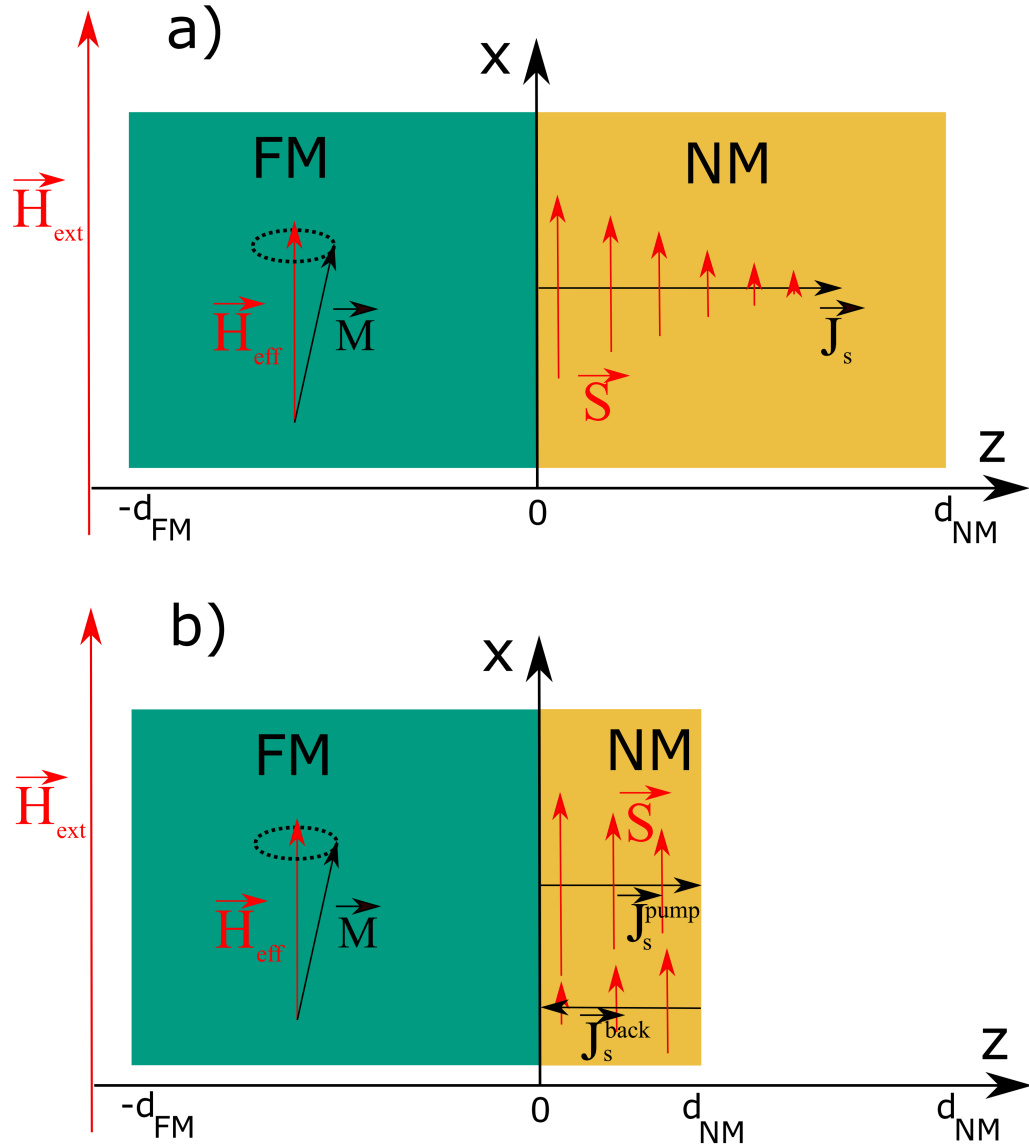 a)
x
FM
NM
H ext
H eff
M
S
J s
z
-d FM
0
d NM
b)
x
FM
NM
S
H ext
H eff
M
J s pump
J s back
z
-d FM
0
d NM
d NM